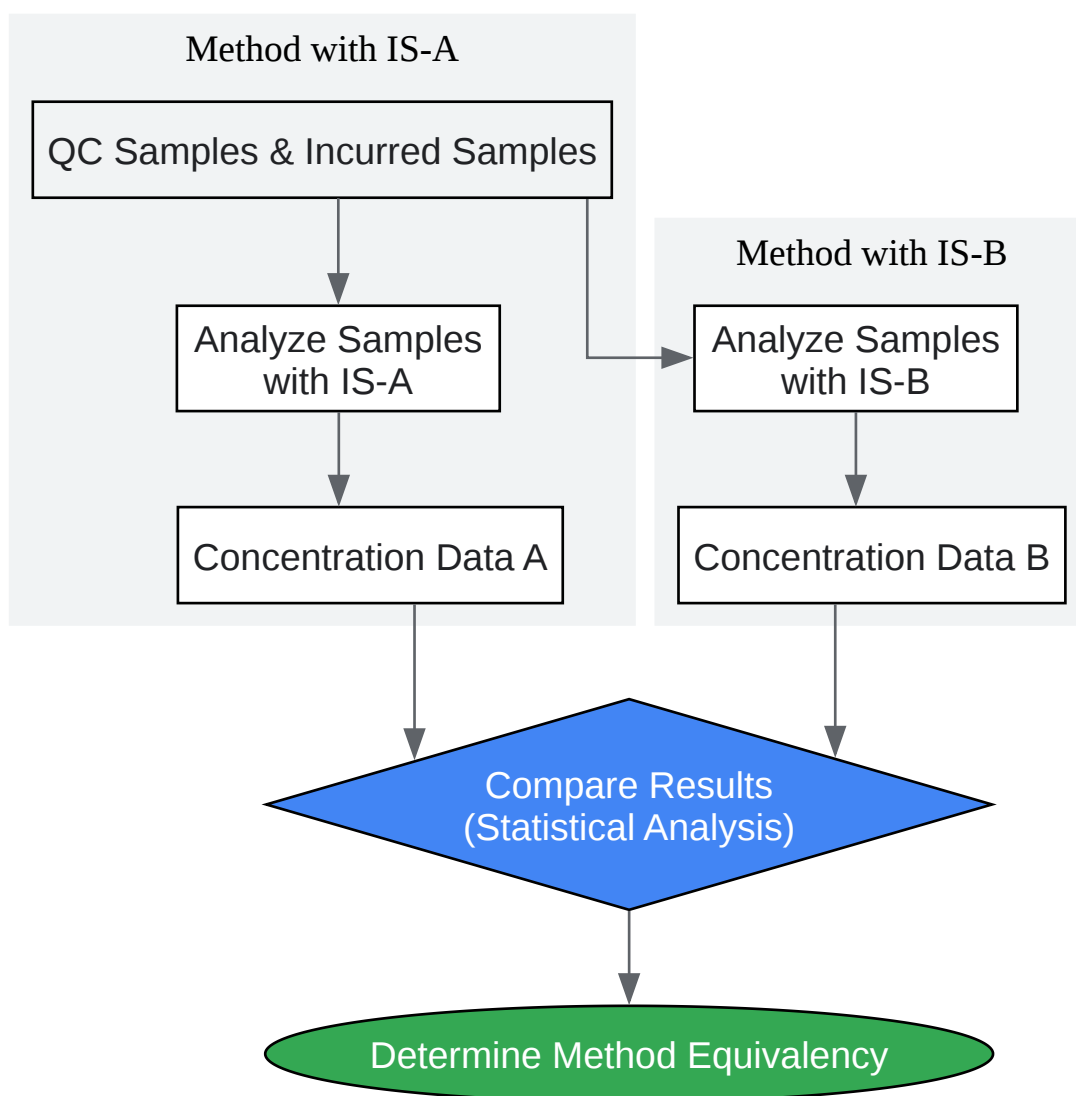 Method with IS-A
QC Samples & Incurred Samples
Method with IS-B
Analyze Samples
with IS-A
Analyze Samples
with IS-B
Concentration Data A
Concentration Data B
Compare Results
(Statistical Analysis)
Determine Method Equivalency